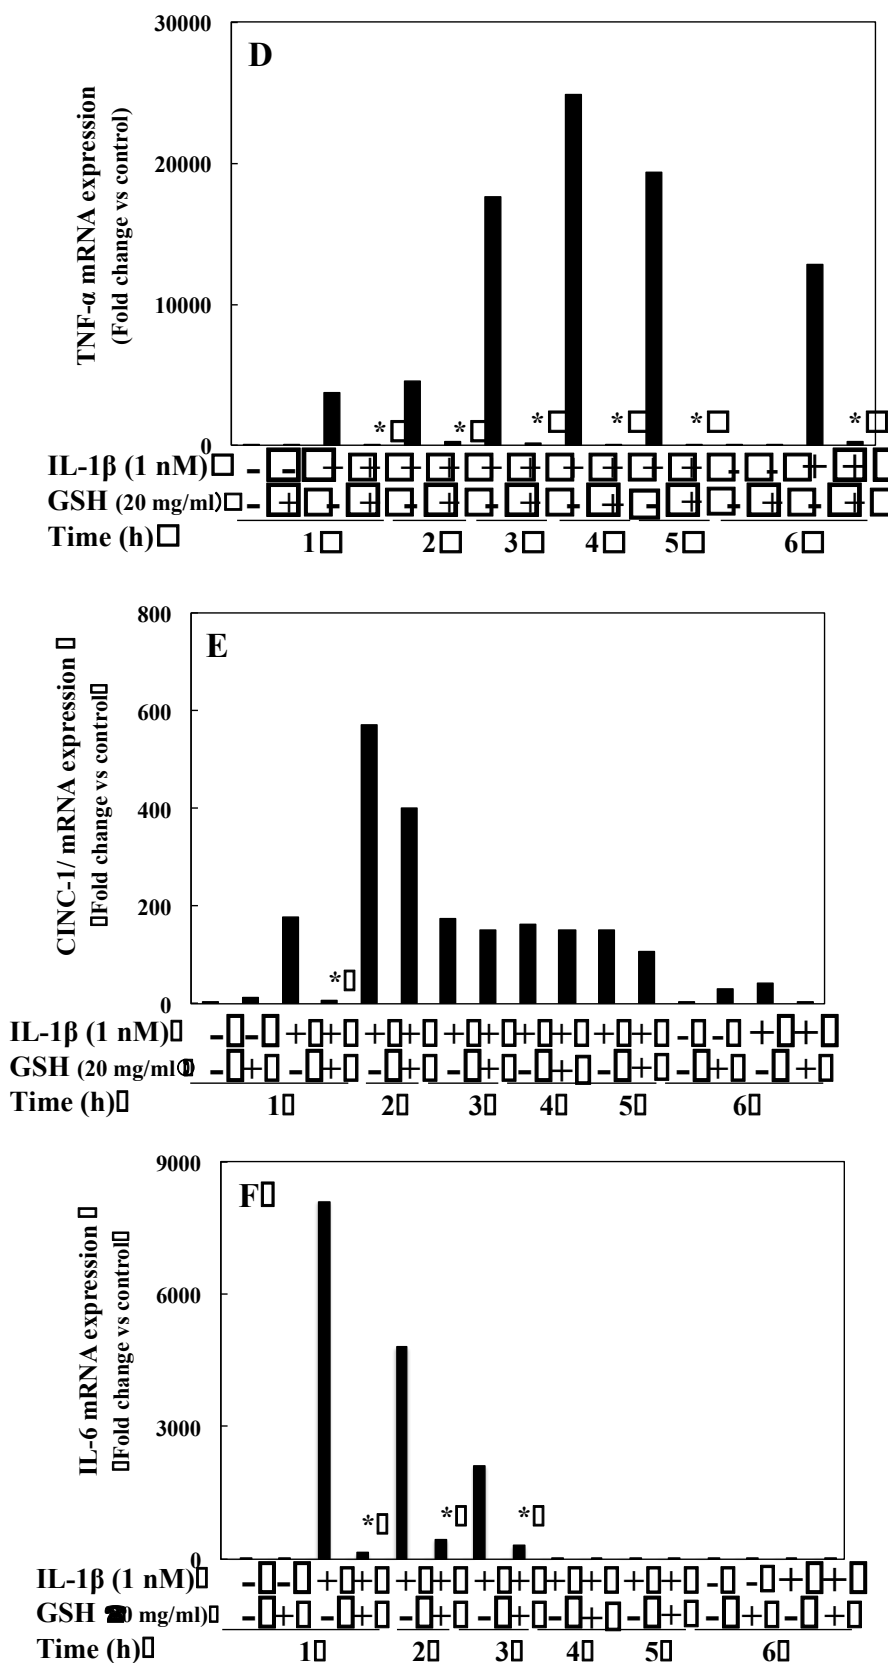 30000
D
20000
TNF-α mRNA expression
(Fold change vs control)
10000
* * * * * *
0
IL-1β (1 nM) - - + + + + + + + + + + - - + +
GSH (20 mg/ml) - + - + - + - + - + - + - + - +
Time (h) 1 2 3 4 5 6
800
E
600
CINC-1/ mRNA expression
Fold change vs control
400
200
*
0
IL-1β (1 nM) - - + + + + + + + + + + - - + +
GSH (20 mg/ml - + - + - + - + - + - + - + - +
Time (h) 1 2 3 4 5 6
9000
F
6000
IL-6 mRNA expression
Fold change vs control
3000
* * *
0
IL-1β (1 nM) - - + + + + + + + + + + - - + +
GSH 0 mg/ml) - + - + - + - + - + - + - + - +
Time (h) 1 2 3 4 5 6